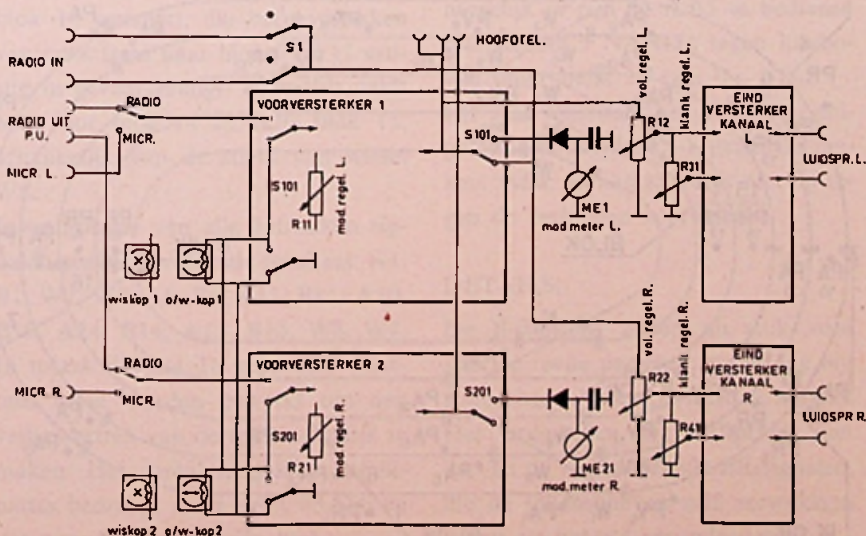 RADIO IN
S1
HOOFDTEL.
RADIO UIT
P.U.
RADIO
MICR.
MICR L.
VOORVERSTERKER 1
S101
R11
mod. regel. L.
S101
ME1
mod meter L.
vol. regel. L.
R12
klank regel. L.
R31
EIND
VERSTERKER
KANAAL
L
LUIDSPR. L.
wiskop 1
o/w-kop 1
RADIO
MICR R.
MICR.
VOORVERSTERKER 2
S201
R21
mod. regel. R.
S201
ME21
mod. meter R.
vol. regel. R.
R22
klank regel. R.
R41
EIND
VERSTERKER
KANAAL
R
LUIDSPR R.
wiskop 2
o/w-kop 2